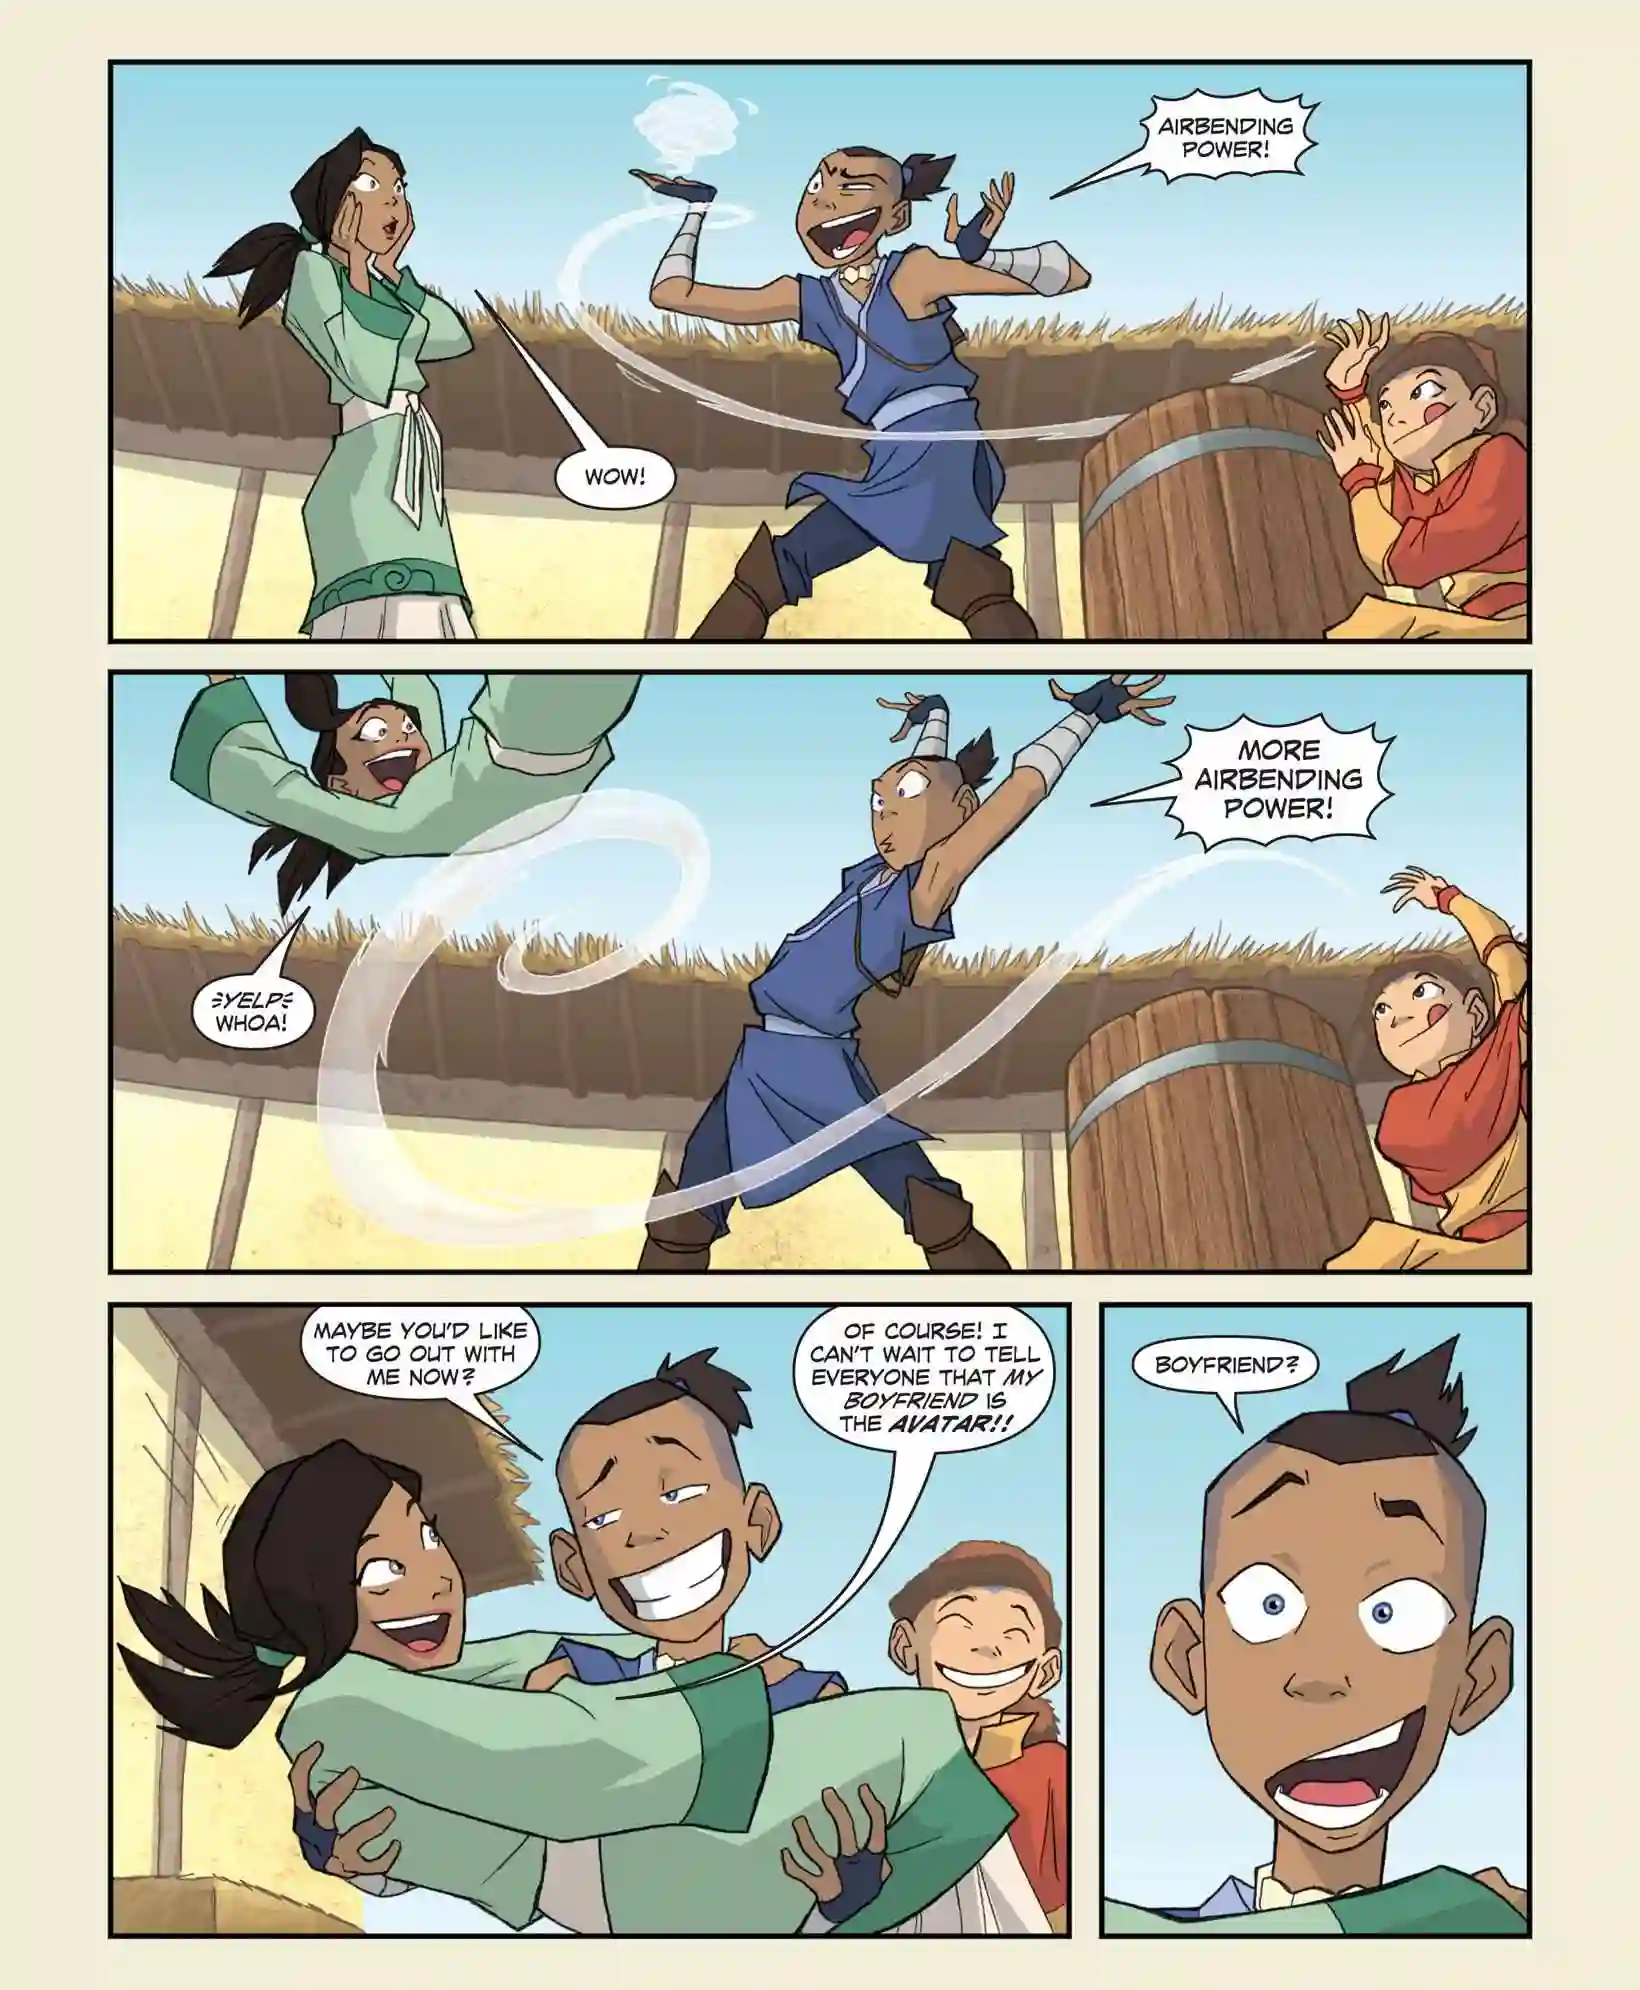 AIRBENDING
POWER!
WOW!
MORE
AIRBENDING
POWER!
YELP
WHOA!
MAYBE YOU'D LIKE
TO GO OUT WITH
ME NOW?
OF COURSE! I
CAN'T WAIT TO TELL
EVERYONE THAT MY
BOYFRIEND IS
THE AVATAR!!
BOYFRIEND?